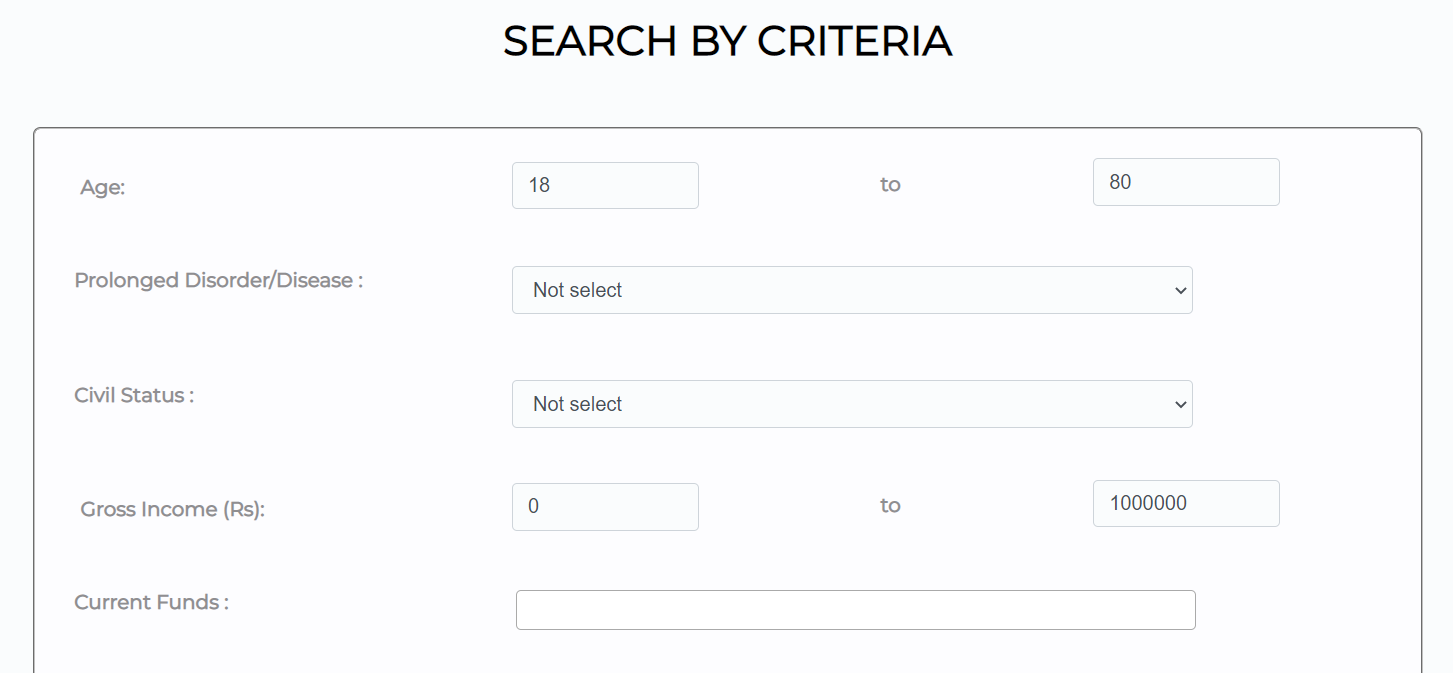 SEARCH BY CRITERIA
Age: 18 to 80
Prolonged Disorder/Disease : Not select
Civil Status : Not select
Gross Income (Rs): 0 to 1000000
Current Funds :